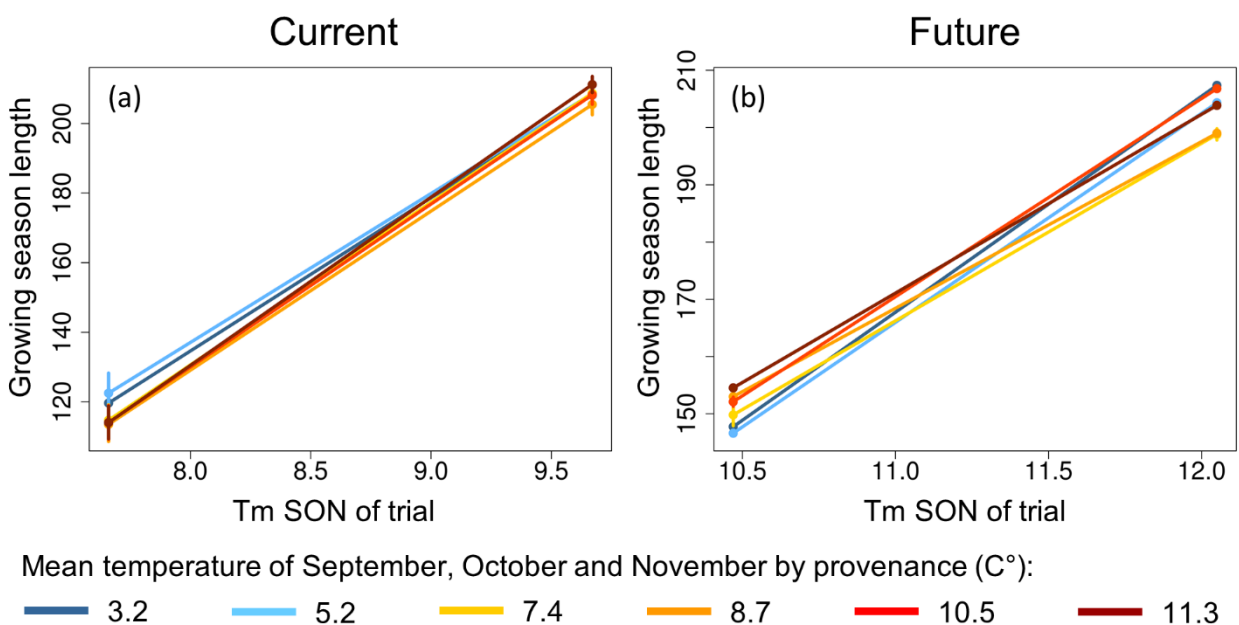 Current
Future
(a)
(b)
Growing season length
200
180
160
140
120
8.0
8.5
9.0
9.5
Tm SON of trial
Growing season length
210
190
170
150
10.5
11.0
11.5
12.0
Tm SON of trial
Mean temperature of September, October and November by provenance (C°):
3.2 5.2 7.4 8.7 10.5 11.3